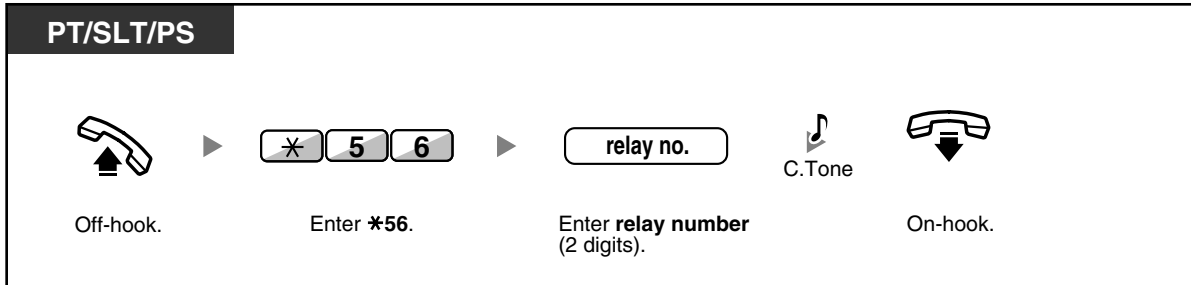 PT/SLT/PS
* 5 6
relay no.
C.Tone
Off-hook.
Enter *56.
Enter relay number
(2 digits).
On-hook.